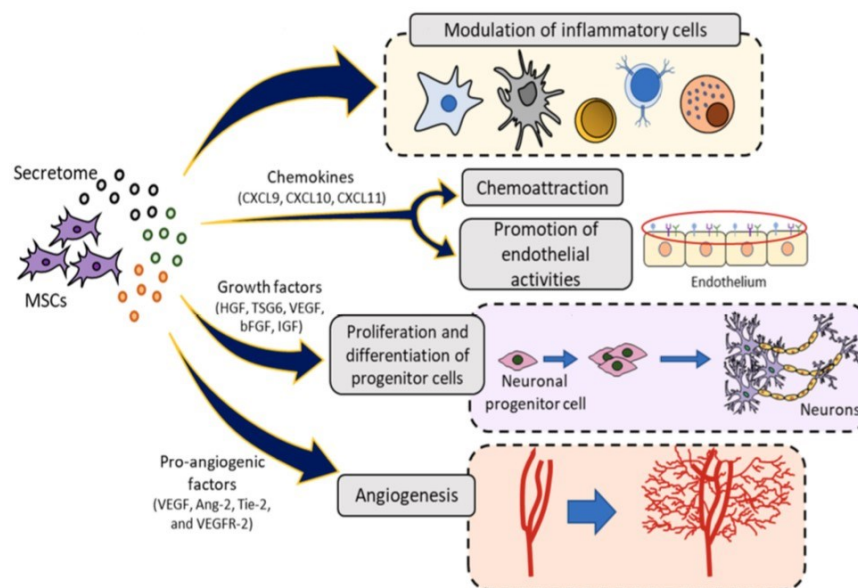 Modulation of inflammatory cells
Secretome
MSCs
Chemokines
(CXCL9, CXCL10, CXCL11)
Chemoattraction
Promotion of
endothelial
activities
Endothelium
Growth factors
(HGF, TSG6, VEGF,
bFGF, IGF)
Proliferation and
differentiation of
progenitor cells
Neuronal
progenitor cell
Neurons
Pro-angiogenic
factors
(VEGF, Ang-2, Tie-2,
and VEGFR-2)
Angiogenesis